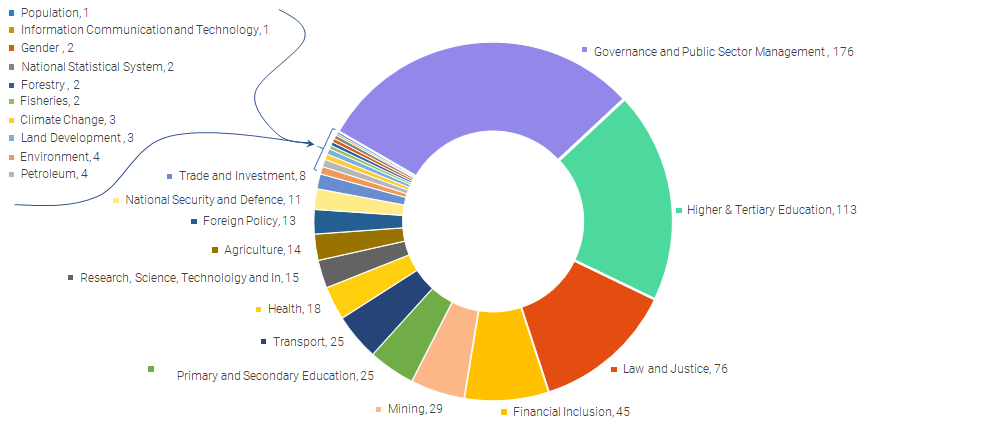 Population, 1
Information Communication and Technology, 1
Gender , 2
National Statistical System, 2
Forestry , 2
Fisheries, 2
Climate Change, 3
Land Development , 3
Environment, 4
Petroleum, 4
Trade and Investment, 8
National Security and Defence, 11
Foreign Policy, 13
Agriculture, 14
Research, Science, Technololgy and In, 15
Health, 18
Transport, 25
Primary and Secondary Education, 25
Mining, 29
Financial Inclusion, 45
Law and Justice, 76
Higher & Tertiary Education, 113
Governance and Public Sector Management , 176